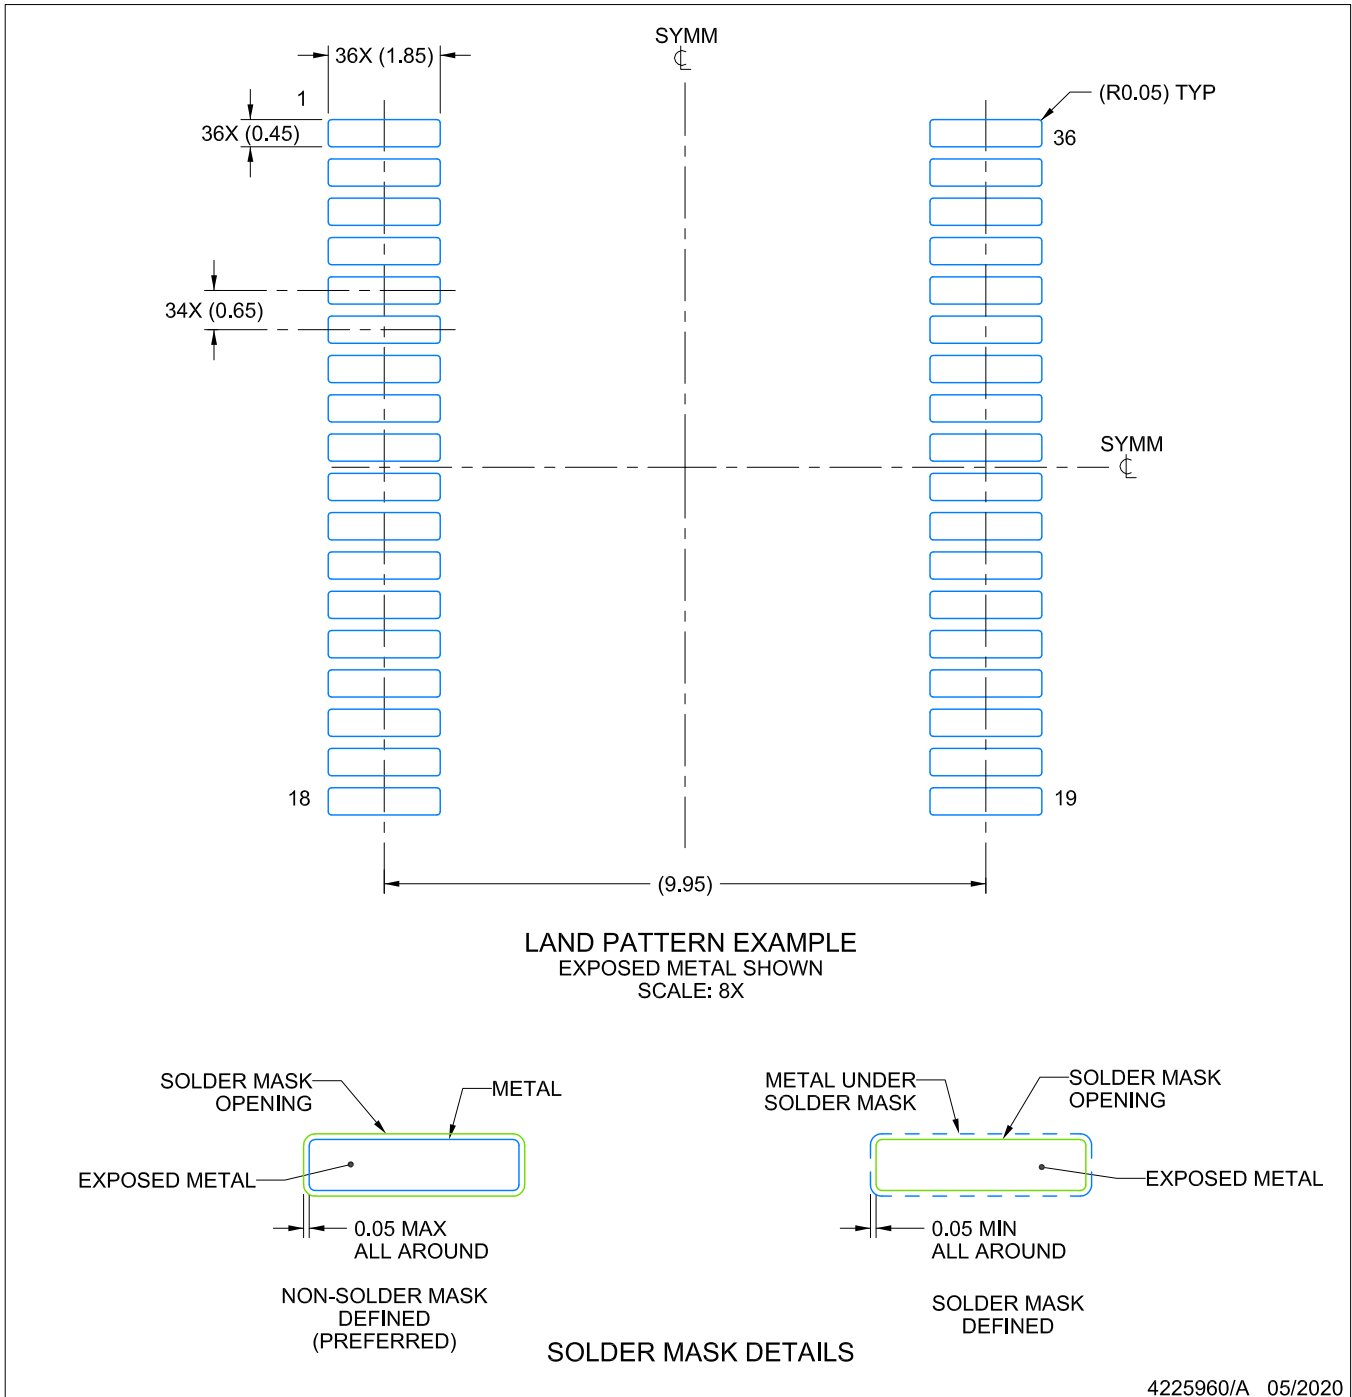 SYMM
℄
36X (1.85)
1
(R0.05) TYP
36X (0.45)
36
34X (0.65)
SYMM
℄
18
19
(9.95)
LAND PATTERN EXAMPLE
EXPOSED METAL SHOWN
SCALE: 8X
SOLDER MASK
OPENING
METAL
EXPOSED METAL
0.05 MAX
ALL AROUND
NON-SOLDER MASK
DEFINED
(PREFERRED)
METAL UNDER
SOLDER MASK
SOLDER MASK
OPENING
EXPOSED METAL
0.05 MIN
ALL AROUND
SOLDER MASK
DEFINED
SOLDER MASK DETAILS
4225960/A 05/2020